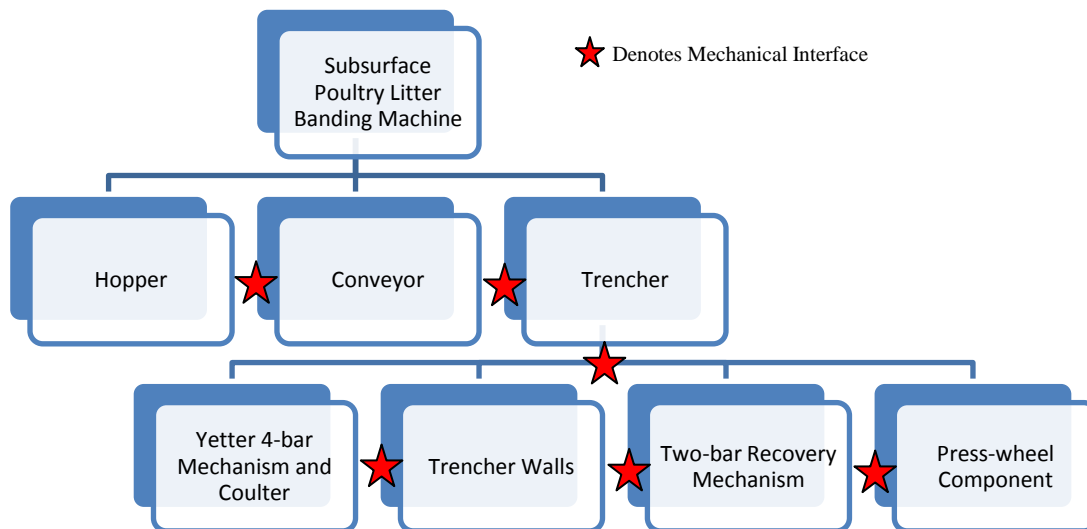 Subsurface
Poultry Litter
Banding Machine
Denotes Mechanical Interface
Hopper
Conveyor
Trencher
Yetter 4-bar
Mechanism and
Coulter
Trencher Walls
Two-bar Recovery
Mechanism
Press-wheel
Component